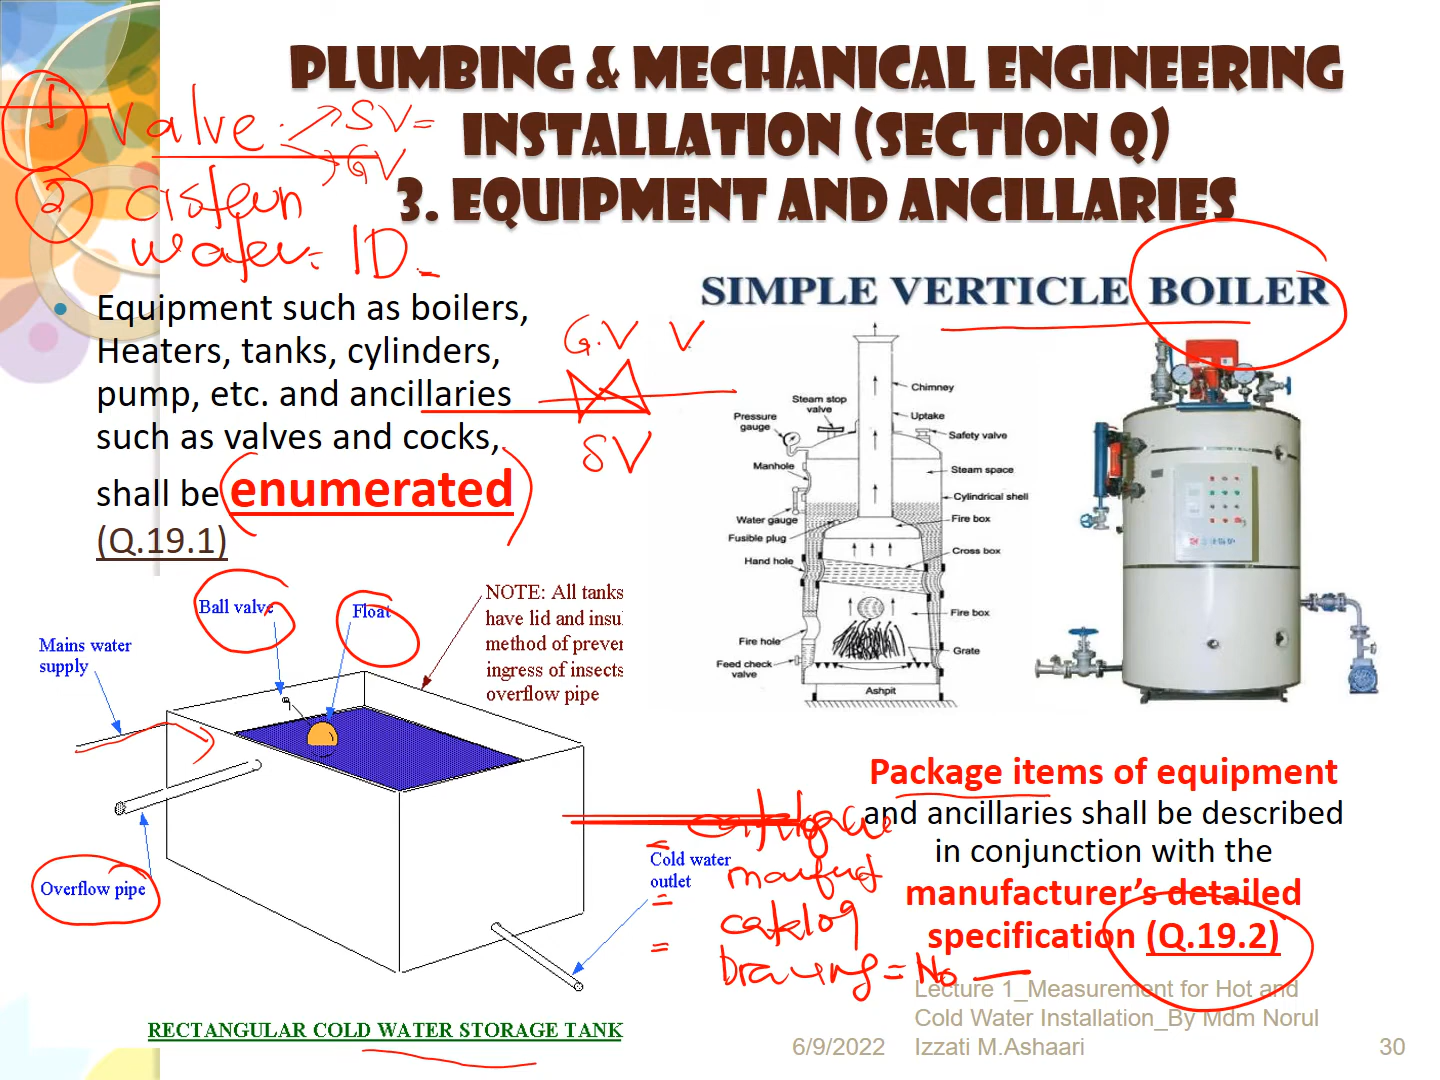 PLUMBING & MECHANICAL ENGINEERING
INSTALLATION (SECTION Q)
3. EQUIPMENT AND ANCILLARIES
1 Valve SV=
GV
2 Cistern
water = 1D
• Equipment such as boilers,
Heaters, tanks, cylinders,
pump, etc. and ancillaries
such as valves and cocks,
shall be enumerated
(Q.19.1)
G.V V
SV
SIMPLE VERTICLE BOILER
Chimney
Steam stop
valve
Uptake
Pressure
gauge
Safety valve
Manhole
Steam space
Cylindrical shell
Water gauge
Fire box
Fusible plug
Cross box
Hand hole
Fire box
Fire hole
Grate
Feed check
valve
Ashpit
Ball valve
Float
Mains water
supply
NOTE: All tanks
have lid and insul
method of preven
ingress of insects
overflow pipe
Overflow pipe
Cold water
outlet
RECTANGULAR COLD WATER STORAGE TANK
= catalogue
=
= catalog
Drawing = No
Package items of equipment
and ancillaries shall be described
in conjunction with the
manufacturer’s detailed
specification (Q.19.2)
6/9/2022
Lecture 1_Measurement for Hot and
Cold Water Installation_By Mdm Norul
Izzati M.Ashaari
30